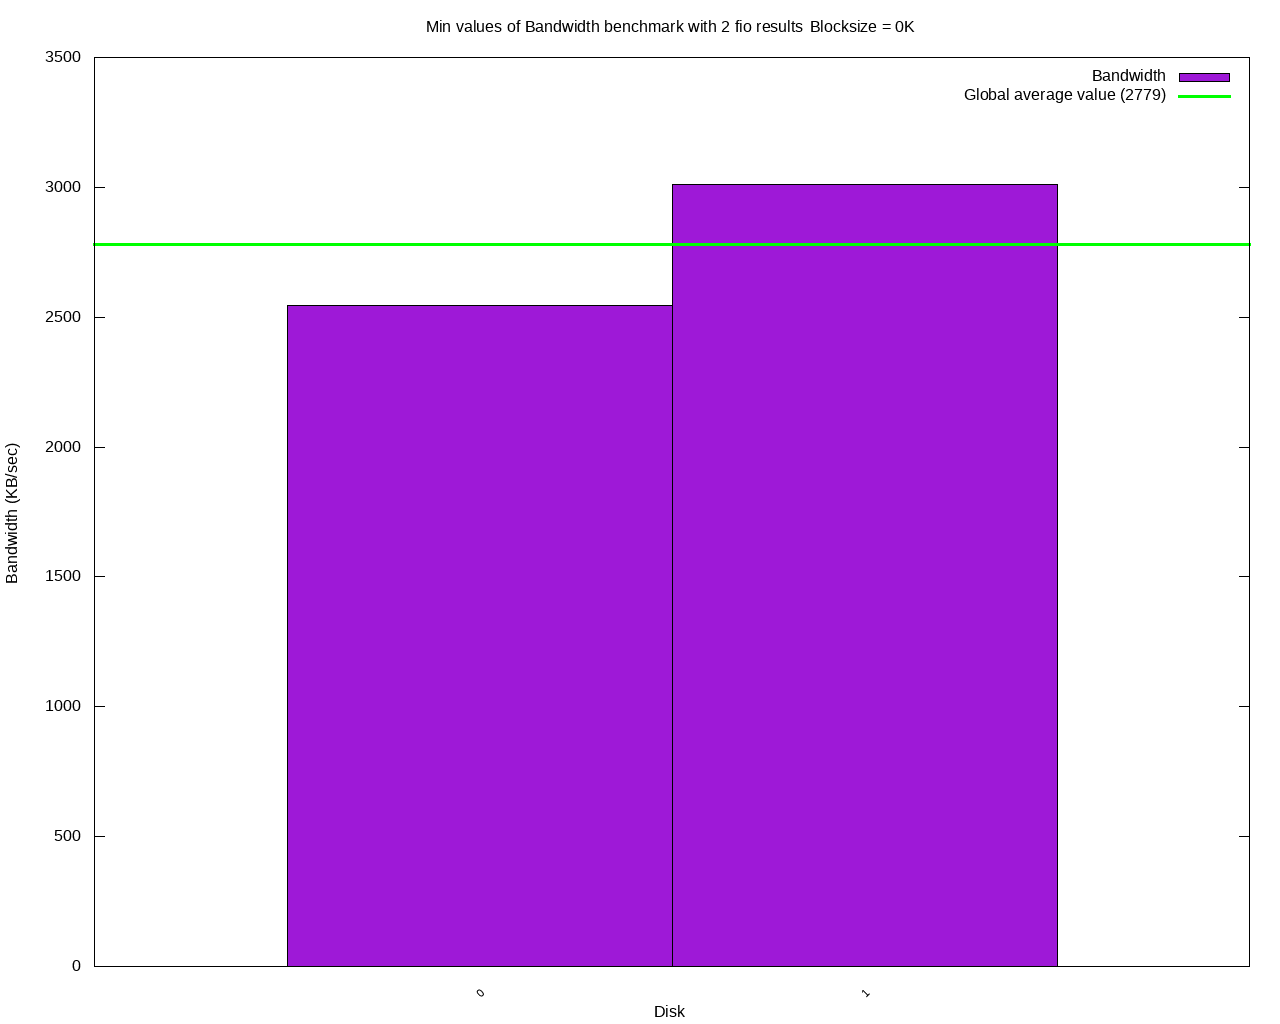 Min values of Bandwidth benchmark with 2 fio results Blocksize = 0K
3500
Bandwidth
Global average value (2779)
3000
2500
2000
1500
1000
500
0
Bandwidth (KB/sec)
0
1
Disk